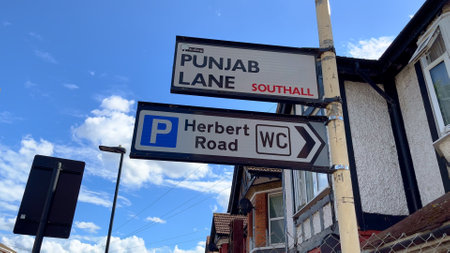 PUNJAB
LANE SOUTHALL
P Herbert
Road WC